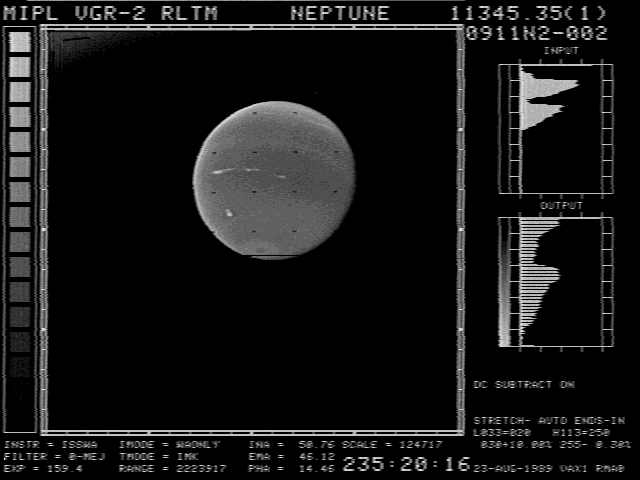 MIPL VGR-2 RLTM NEPTUNE 11345.35(1)
0911N2-002
INPUT
OUTPUT
DC SUBTRACT ON
STRETCH- AUTO ENDS-IN
L033=020 H113=250
030+10.00% 255- 0.30%
INSTR = ISSWA IMODE = WAONLY INA = 50.76 SCALE = 124717
FILTER = 0-MEJ TMODE = IMK EMA = 46.12
EXP = 159.4 RANGE = 2223917 PHA = 14.46 235:20:16 23-AUG-1989 VAX1 RMA0